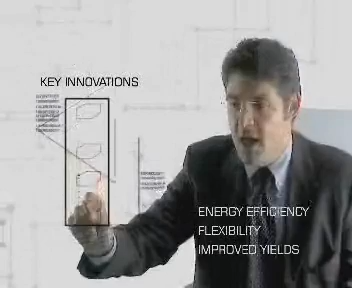 KEY INNOVATIONS
ENERGY EFFICIENCY
FLEXIBILITY
IMPROVED YIELDS